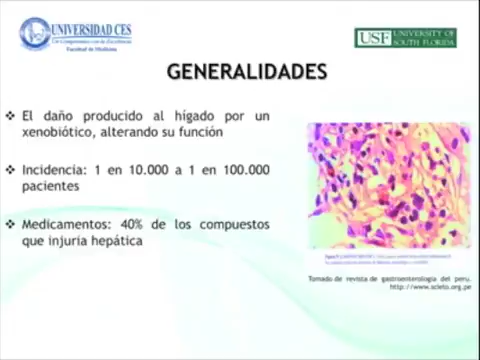 UNIVERSIDAD CES
Un Compromiso con la Excelencia
Facultad de Medicina
USF
UNIVERSITY OF
SOUTH FLORIDA
GENERALIDADES
El daño producido al hígado por un
xenobiótico, alterando su función
Incidencia: 1 en 10.000 a 1 en 100.000
pacientes
Medicamentos: 40% de los compuestos
que injuria hepática
Tomado de revista de gastroenterologia del peru.
http://www.scielo.org.pe